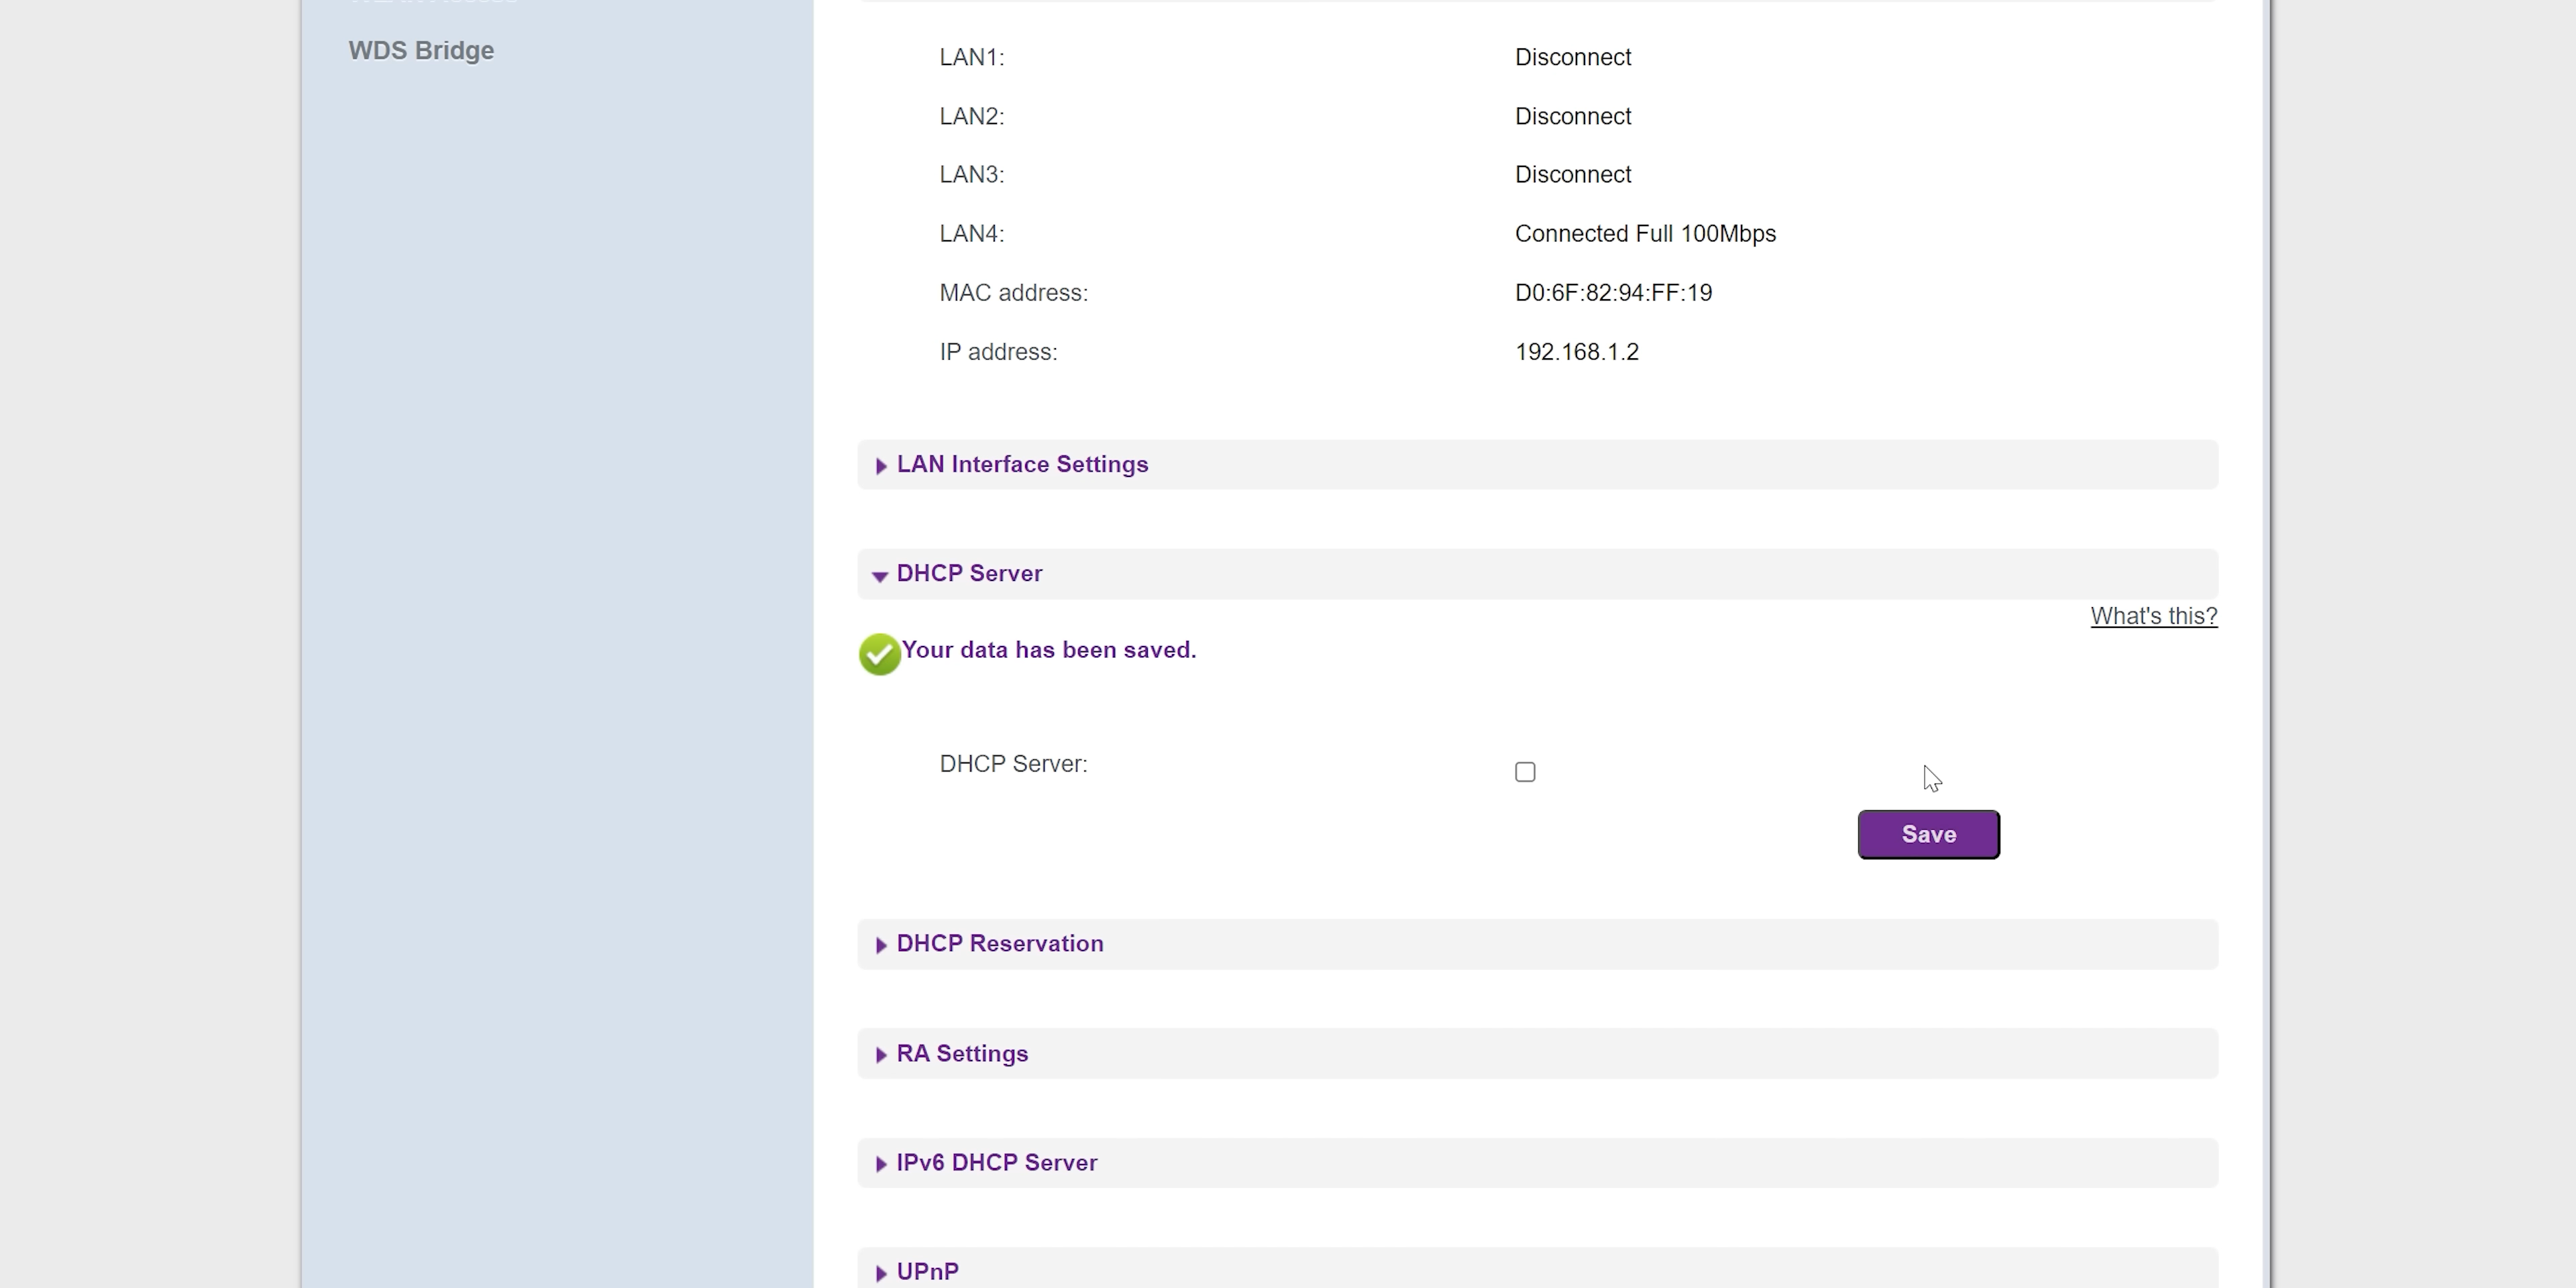 WDS Bridge
LAN1: Disconnect
LAN2: Disconnect
LAN3: Disconnect
LAN4: Connected Full 100Mbps
MAC address: D0:6F:82:94:FF:19
IP address: 192.168.1.2
LAN Interface Settings
DHCP Server
What's this?
Your data has been saved.
DHCP Server:
Save
DHCP Reservation
RA Settings
IPv6 DHCP Server
UPnP